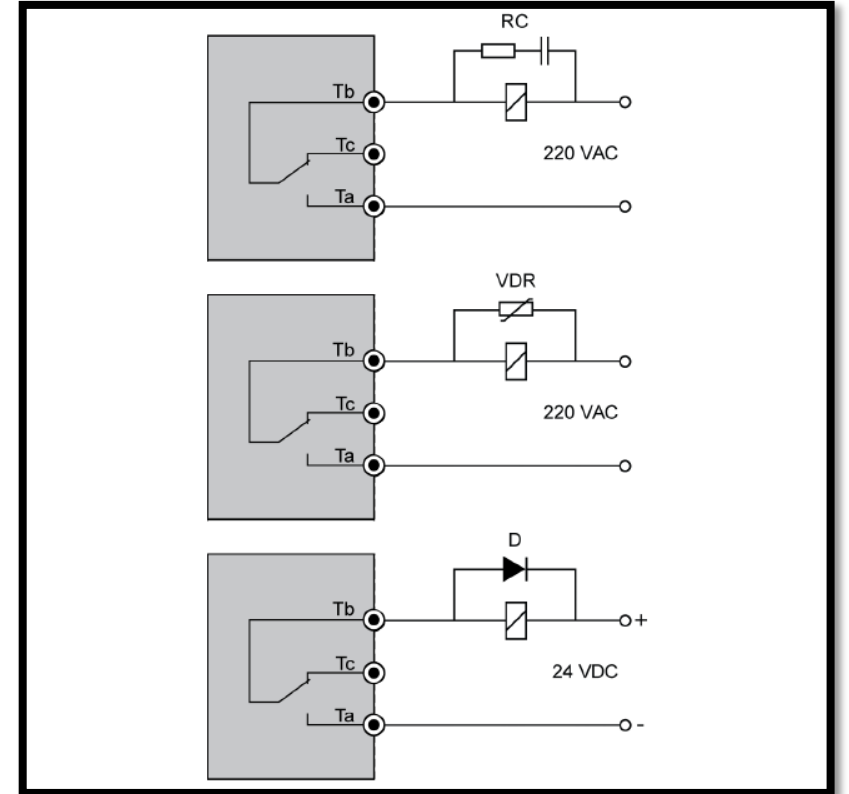 RC
Tb
Tc
220 VAC
Ta
VDR
Tb
Tc
220 VAC
Ta
D
Tb
+
Tc
24 VDC
Ta
-